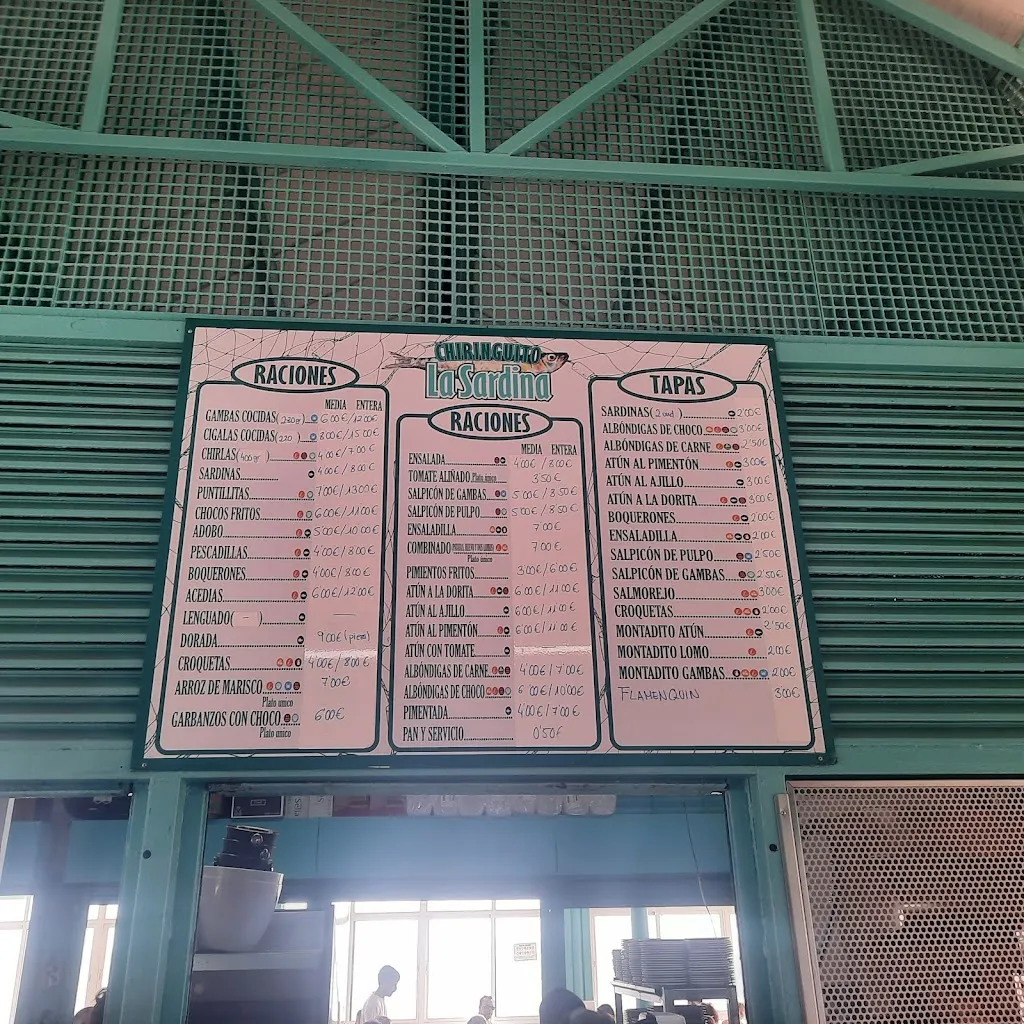 CHIRINGUITO
La Sardina
RACIONES
MEDIA ENTERA
GAMBAS COCIDAS( ) 6'00€/12'00€
CIGALAS COCIDAS( ) 8'00€/15'00€
CHIRLAS(400gr) 4'00€/7'00€
SARDINAS 4'00€/8'00€
PUNTILLITAS 7'00€/13'00€
CHOCOS FRITOS 6'00€/11'00€
ADOBO 5'00€/10'00€
PESCADILLAS 4'00€/8'00€
BOQUERONES 4'00€/8'00€
ACEDIAS 6'00€/12'00€
LENGUADO( - ) —
DORADA 9'00€(pieza)
CROQUETAS 4'00€/8'00€
ARROZ DE MARISCO 7'00€
Plato unico
GARBANZOS CON CHOCO 6'00€
Plato unico
RACIONES
MEDIA ENTERA
ENSALADA 4'00€/8'00€
TOMATE ALIÑADO Plato unico 3'50€
SALPICÓN DE GAMBAS 5'00€/8'50€
SALPICÓN DE PULPO 5'00€/8'50€
ENSALADILLA 7'00€
COMBINADO 7'00€
Plato unico
PIMIENTOS FRITOS 3'00€/6'00€
ATÚN A LA DORITA 6'00€/11'00€
ATÚN AL AJILLO 6'00€/11'00€
ATÚN AL PIMENTÓN 6'00€/11'00€
ATÚN CON TOMATE
ALBÓNDIGAS DE CARNE 4'00€/7'00€
ALBÓNDIGAS DE CHOCO 6'00€/10'00€
PIMENTADA 4'00€/7'00€
PAN Y SERVICIO 0'50€
TAPAS
SARDINAS(2 und) 2'00€
ALBÓNDIGAS DE CHOCO 3'00€
ALBÓNDIGAS DE CARNE 2'50€
ATÚN AL PIMENTÓN 3'00€
ATÚN AL AJILLO 3'00€
ATÚN A LA DORITA 3'00€
BOQUERONES 2'00€
ENSALADILLA 2'00€
SALPICÓN DE PULPO 2'50€
SALPICÓN DE GAMBAS 2'50€
SALMOREJO 3'00€
CROQUETAS 2'00€
MONTADITO ATÚN 2'50€
MONTADITO LOMO 2'00€
MONTADITO GAMBAS 2'00€
FLAMENQUIN 3'00€